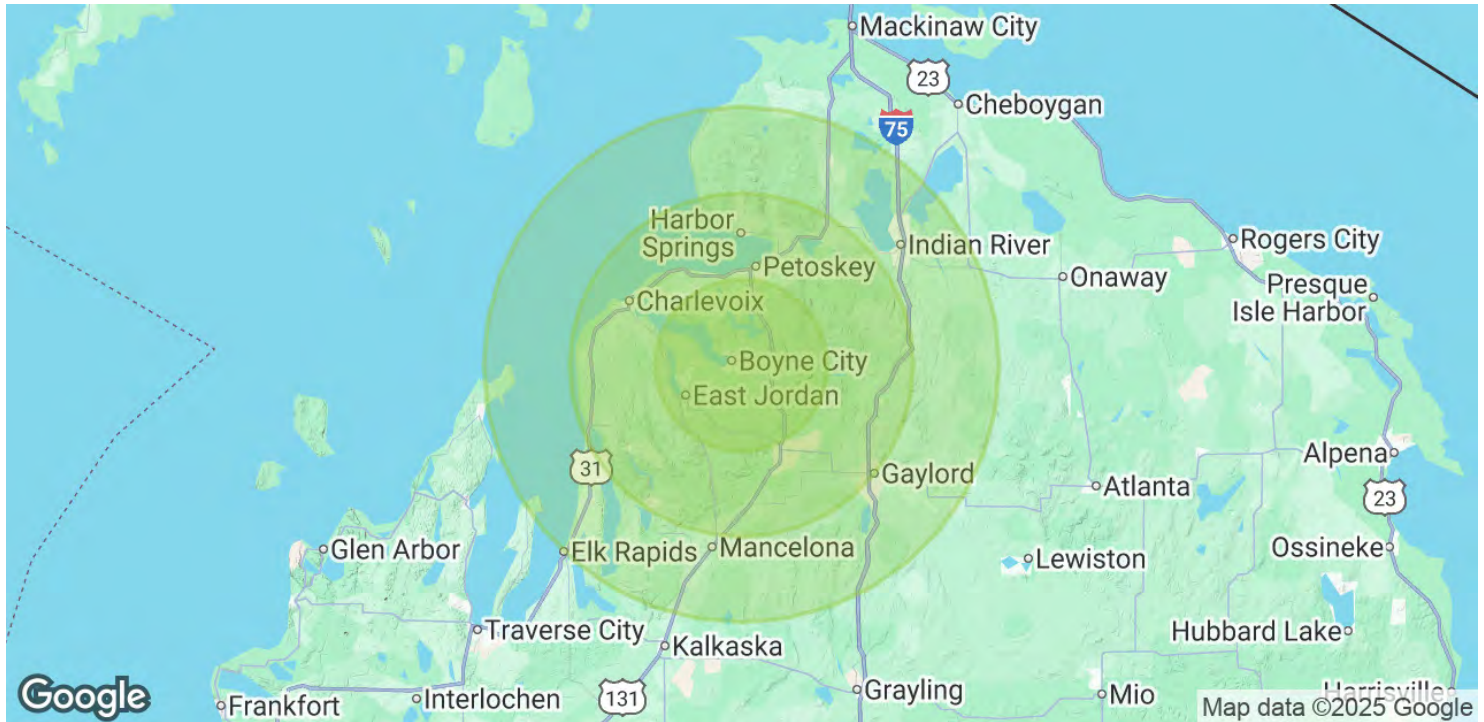 Mackinaw City
23
Cheboygan
75
Harbor
Springs
Indian River
Rogers City
Petoskey
Onaway
Presque
Isle Harbor
Charlevoix
Boyne City
East Jordan
Alpena
31
Gaylord
Atlanta
23
Glen Arbor
Elk Rapids
Mancelona
Lewiston
Ossineke
Traverse City
Kalkaska
Hubbard Lake
Google
Frankfort
Interlochen
131
Grayling
Mio
Harrisville
Map data ©2025 Google